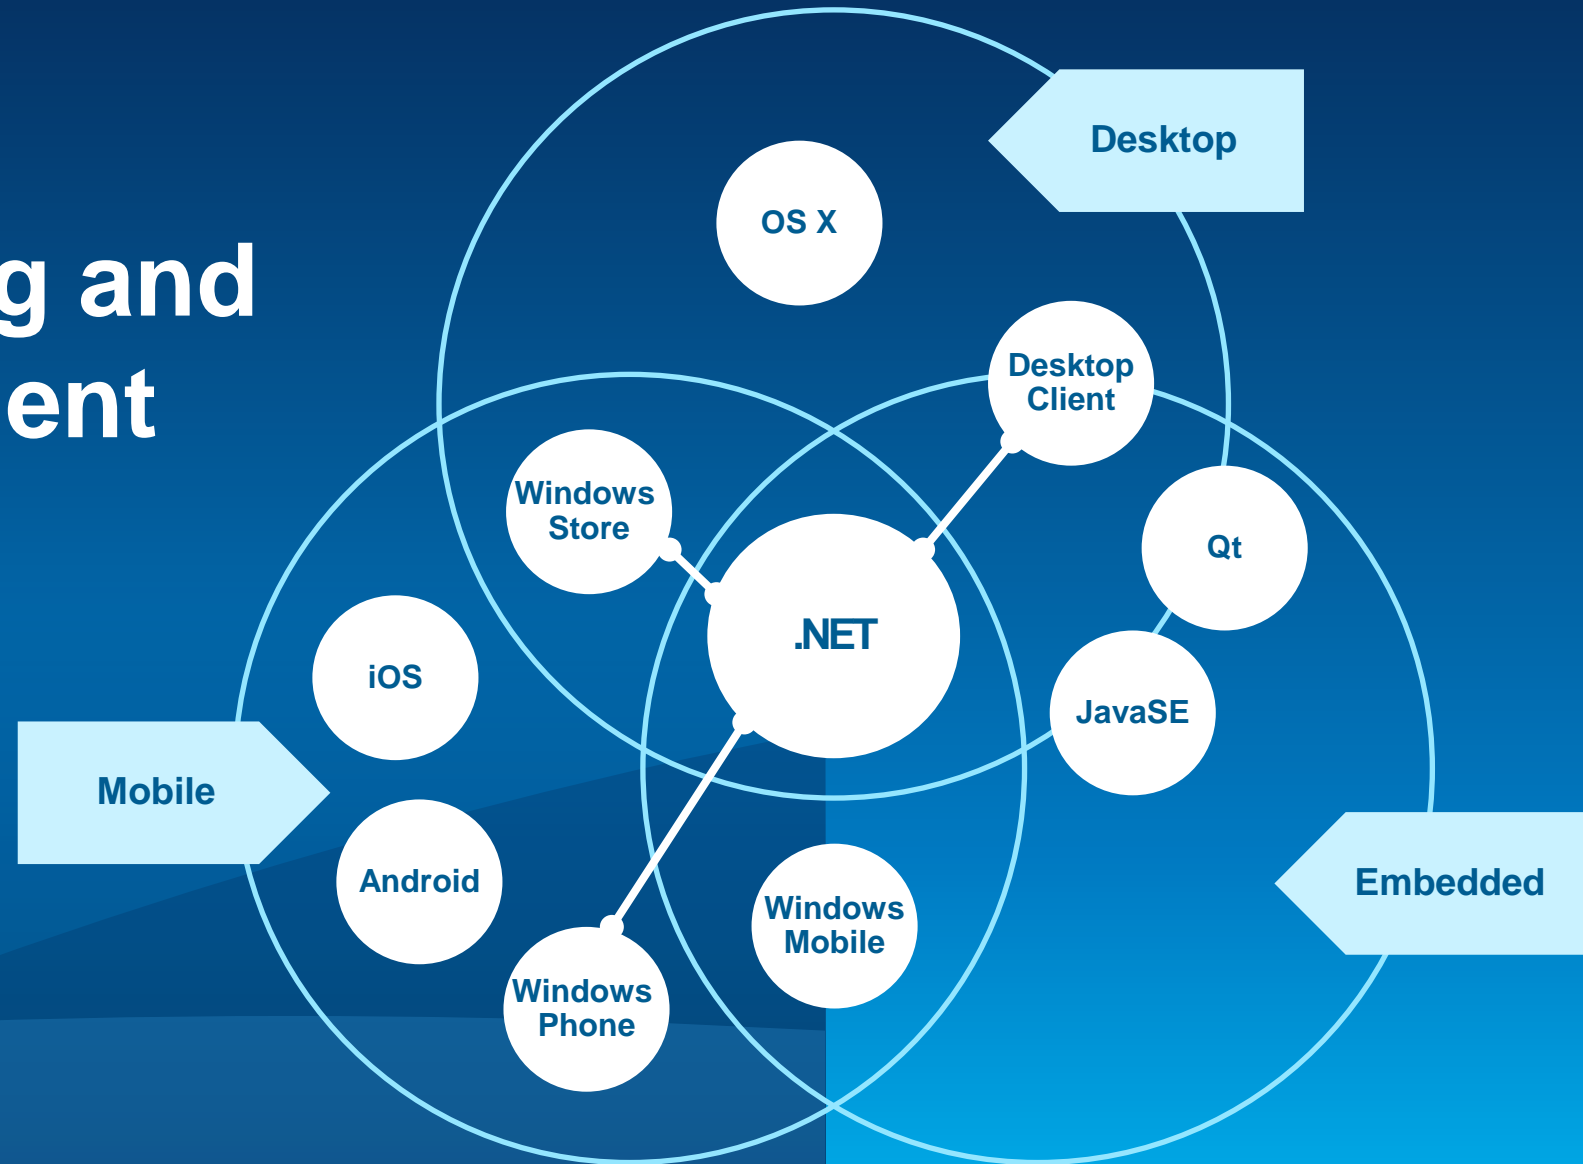 g and
ent
Desktop
OS X
Desktop
Client
Windows
Store
Qt
.NET
iOS
JavaSE
Mobile
Android
Embedded
Windows
Mobile
Windows
Phone